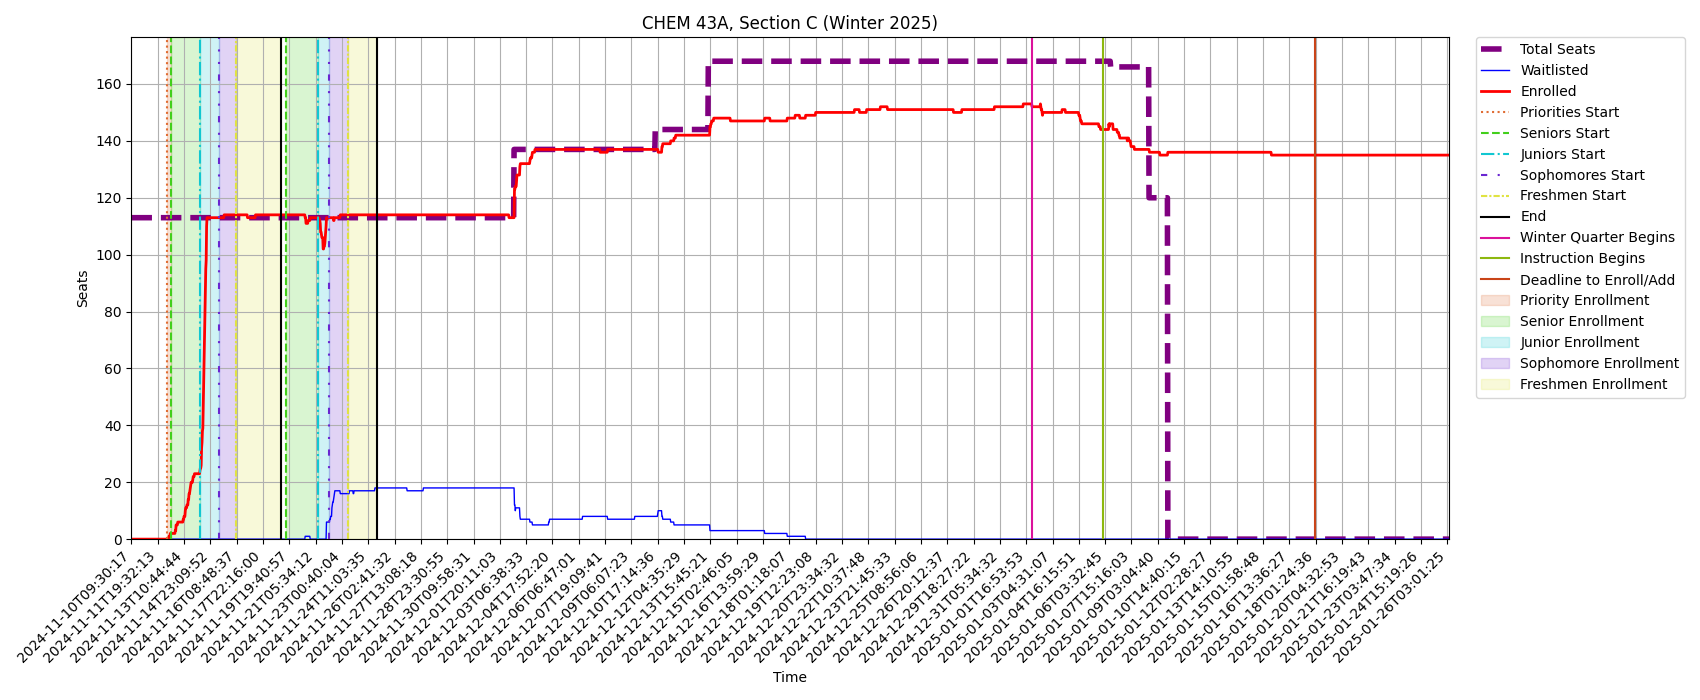 CHEM 43A, Section C (Winter 2025)
Seats
160
140
120
100
80
60
40
20
0
2024-11-10T09:30:17
2024-11-11T19:32:13
2024-11-13T10:44:44
2024-11-14T23:09:52
2024-11-16T08:48:37
2024-11-17T22:16:00
2024-11-19T19:40:57
2024-11-21T05:34:12
2024-11-23T00:40:04
2024-11-24T11:03:35
2024-11-26T02:41:32
2024-11-27T13:08:18
2024-11-28T23:30:55
2024-11-30T09:58:31
2024-12-01T20:11:03
2024-12-03T06:38:33
2024-12-04T17:52:20
2024-12-06T06:47:01
2024-12-07T19:09:41
2024-12-09T06:07:23
2024-12-10T17:14:36
2024-12-12T04:35:29
2024-12-13T15:45:21
2024-12-15T02:46:05
2024-12-16T13:59:29
2024-12-18T01:18:07
2024-12-19T12:23:08
2024-12-20T23:34:32
2024-12-22T10:37:48
2024-12-23T21:45:33
2024-12-25T08:56:06
2024-12-26T20:12:37
2024-12-29T18:27:22
2024-12-31T05:34:32
2025-01-01T16:53:53
2025-01-03T04:31:07
2025-01-04T16:15:51
2025-01-06T03:32:45
2025-01-07T15:16:03
2025-01-09T03:04:40
2025-01-10T14:40:15
2025-01-12T02:28:27
2025-01-13T14:10:55
2025-01-15T01:58:48
2025-01-16T13:36:27
2025-01-18T01:24:36
2025-01-20T04:32:53
2025-01-21T16:19:43
2025-01-23T03:47:34
2025-01-24T15:19:26
2025-01-26T03:01:25
Time
Total Seats
Waitlisted
Enrolled
Priorities Start
Seniors Start
Juniors Start
Sophomores Start
Freshmen Start
End
Winter Quarter Begins
Instruction Begins
Deadline to Enroll/Add
Priority Enrollment
Senior Enrollment
Junior Enrollment
Sophomore Enrollment
Freshmen Enrollment